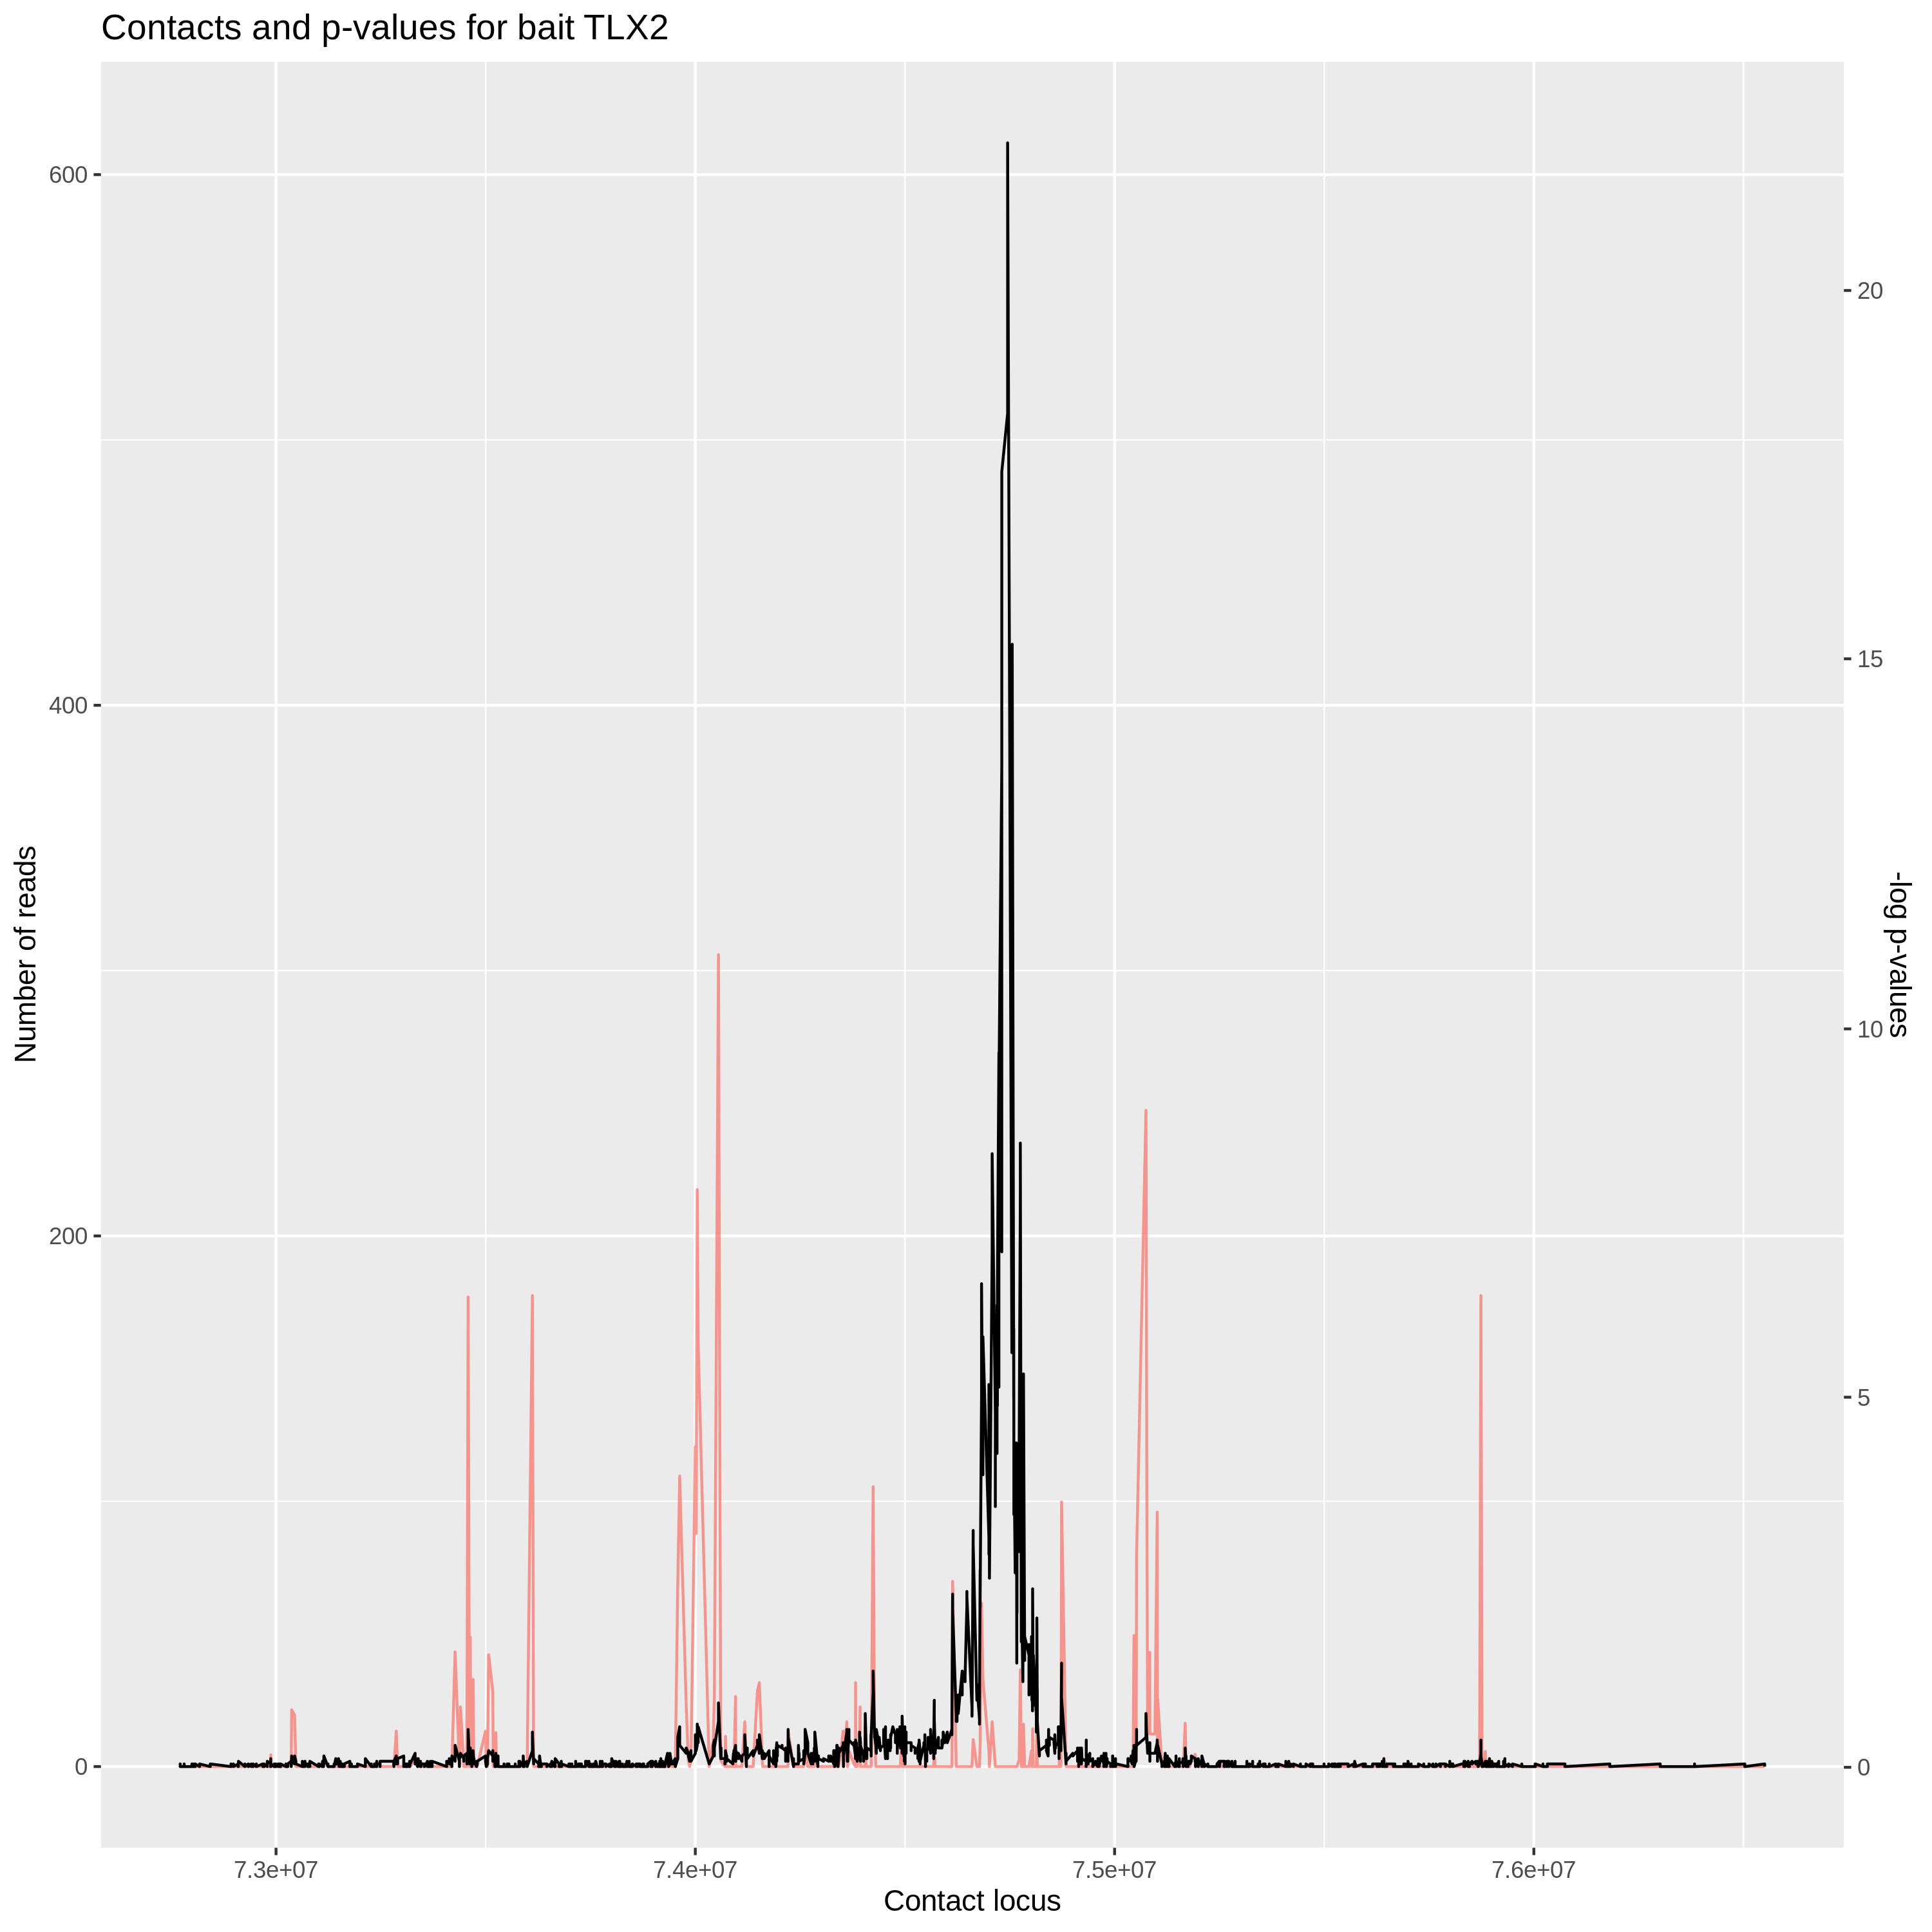 Contacts and p-values for bait TLX2
600
400
200
0
Number of reads
20
15
10
5
0
-log p-values
7.3e+07
7.4e+07
7.5e+07
7.6e+07
Contact locus